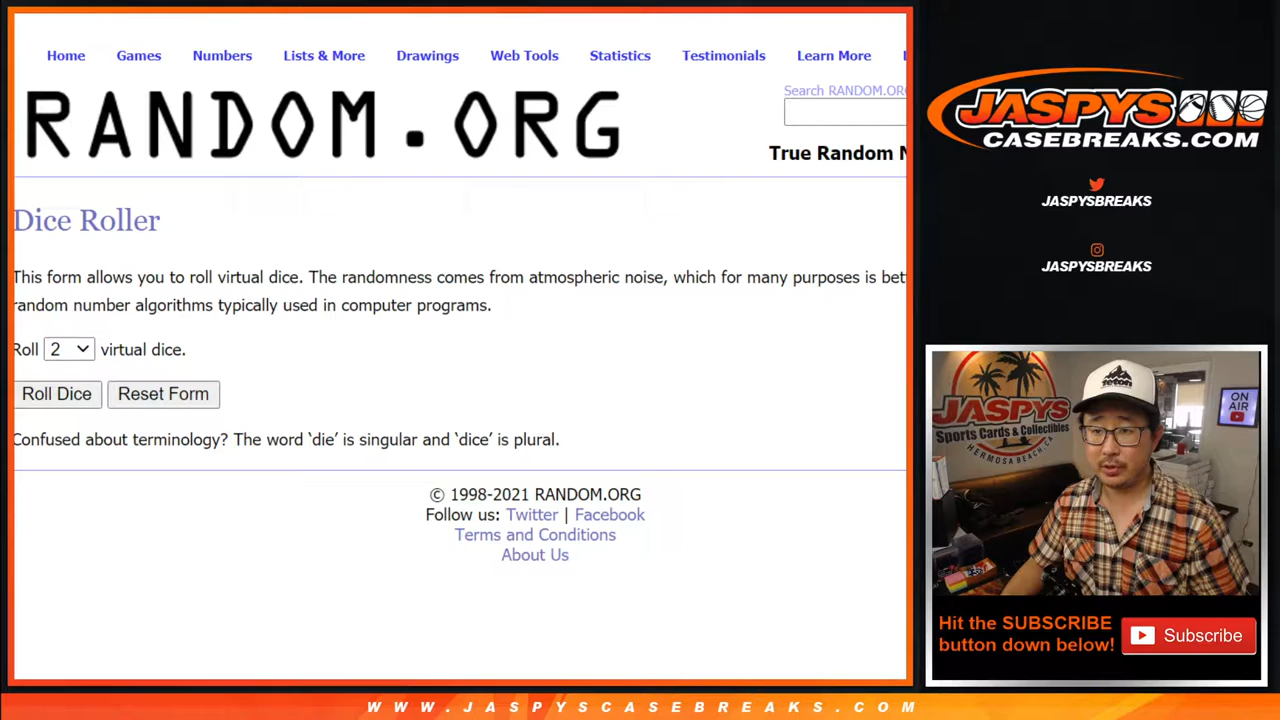 Home Games Numbers Lists & More Drawings Web Tools Statistics Testimonials Learn More
RANDOM.ORG
Search RANDOM.ORG
True Random N
Dice Roller
This form allows you to roll virtual dice. The randomness comes from atmospheric noise, which for many purposes is bet
random number algorithms typically used in computer programs.
Roll 2 virtual dice.
Roll Dice Reset Form
Confused about terminology? The word ‘die’ is singular and ‘dice’ is plural.
© 1998-2021 RANDOM.ORG
Follow us: Twitter | Facebook
Terms and Conditions
About Us
JASPYS
CASEBREAKS.COM
JASPYSBREAKS
JASPYSBREAKS
JASPYS
Sports Cards & Collectibles
HERMOSA BEACH, CA
teton
ON
AIR
Hit the SUBSCRIBE
button down below!
Subscribe
WWW.JASPYSCASEBREAKS.COM